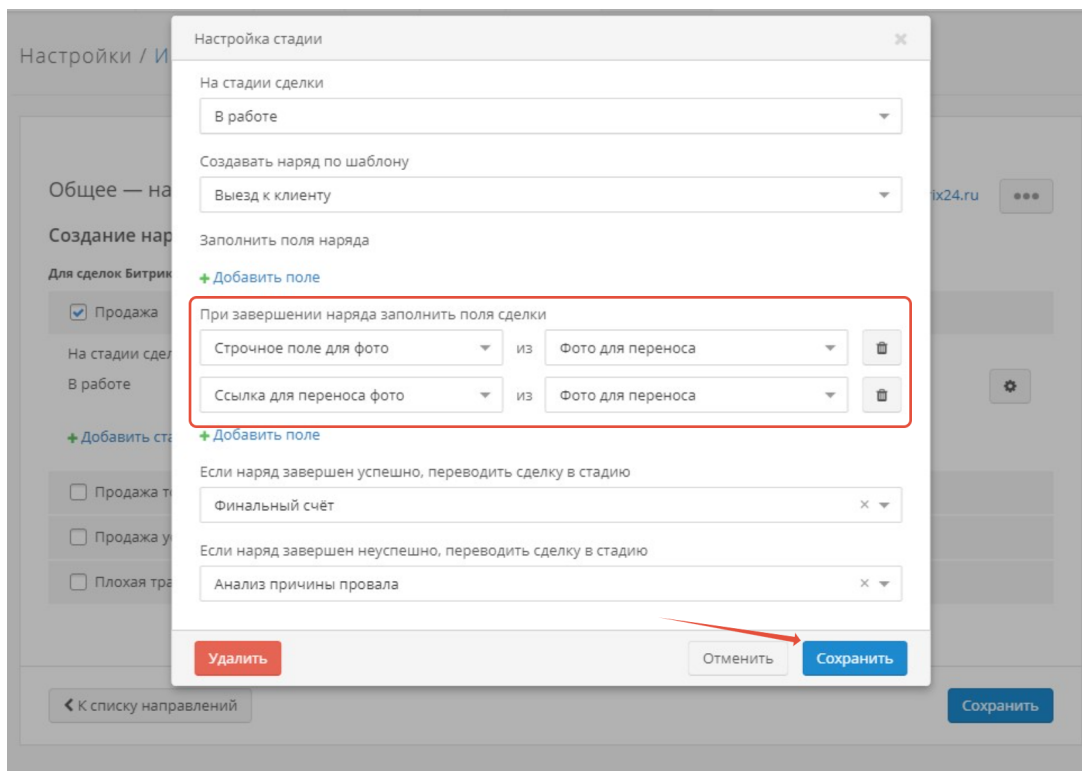 Настройки / И
Настройка стадии
×
На стадии сделки
В работе
Создавать наряд по шаблону
Выезд к клиенту
Заполнить поля наряда
+ Добавить поле
При завершении наряда заполнить поля сделки
Строчное поле для фото из Фото для переноса
Ссылка для переноса фото из Фото для переноса
+ Добавить поле
Если наряд завершен успешно, переводить сделку в стадию
Финальный счёт ×
Если наряд завершен неуспешно, переводить сделку в стадию
Анализ причины провала ×
Удалить Отменить Сохранить
Общее — на ix24.ru
Создание нар
Для сделок Битрик
Продажа
На стадии сдел
В работе
+ Добавить ста
Продажа т
Продажа у
Плохая тра
К списку направлений Сохранить